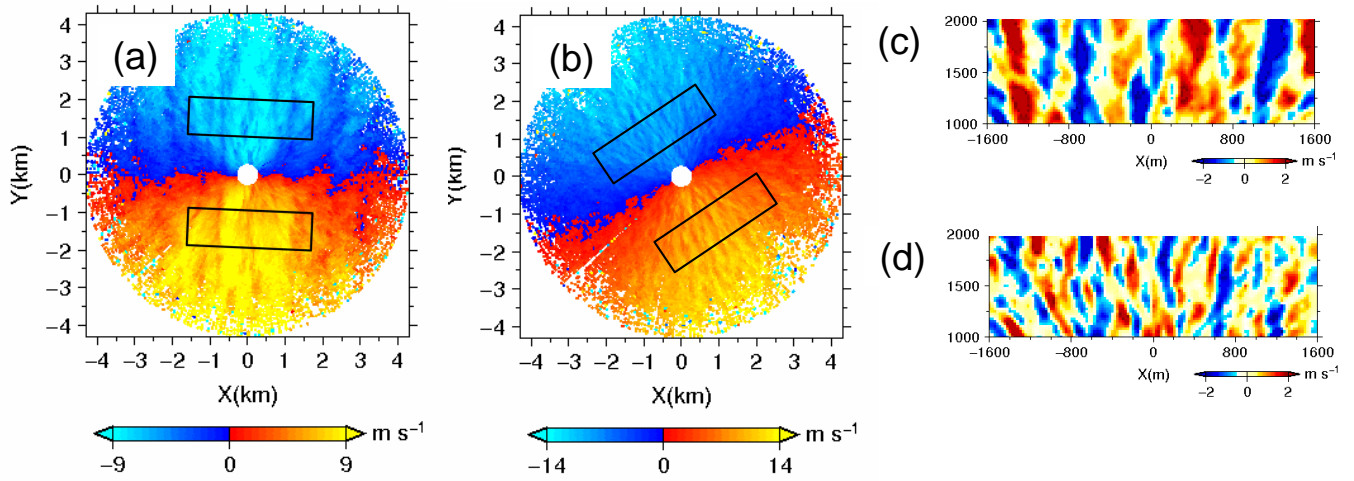 (a)
4
3
2
1
0
−1
−2
−3
−4
Y(km)
−4 −3 −2 −1 0 1 2 3 4
X(km)
−9 0 9 m s⁻¹
(b)
4
3
2
1
0
−1
−2
−3
−4
Y(km)
−4 −3 −2 −1 0 1 2 3 4
X(km)
−14 0 14 m s⁻¹
(c)
2000
1500
1000
−1600 −800 0 800 1600
X(m)
−2 0 2 m s⁻¹
(d)
2000
1500
1000
−1600 −800 0 800 1600
X(m)
−2 0 2 m s⁻¹